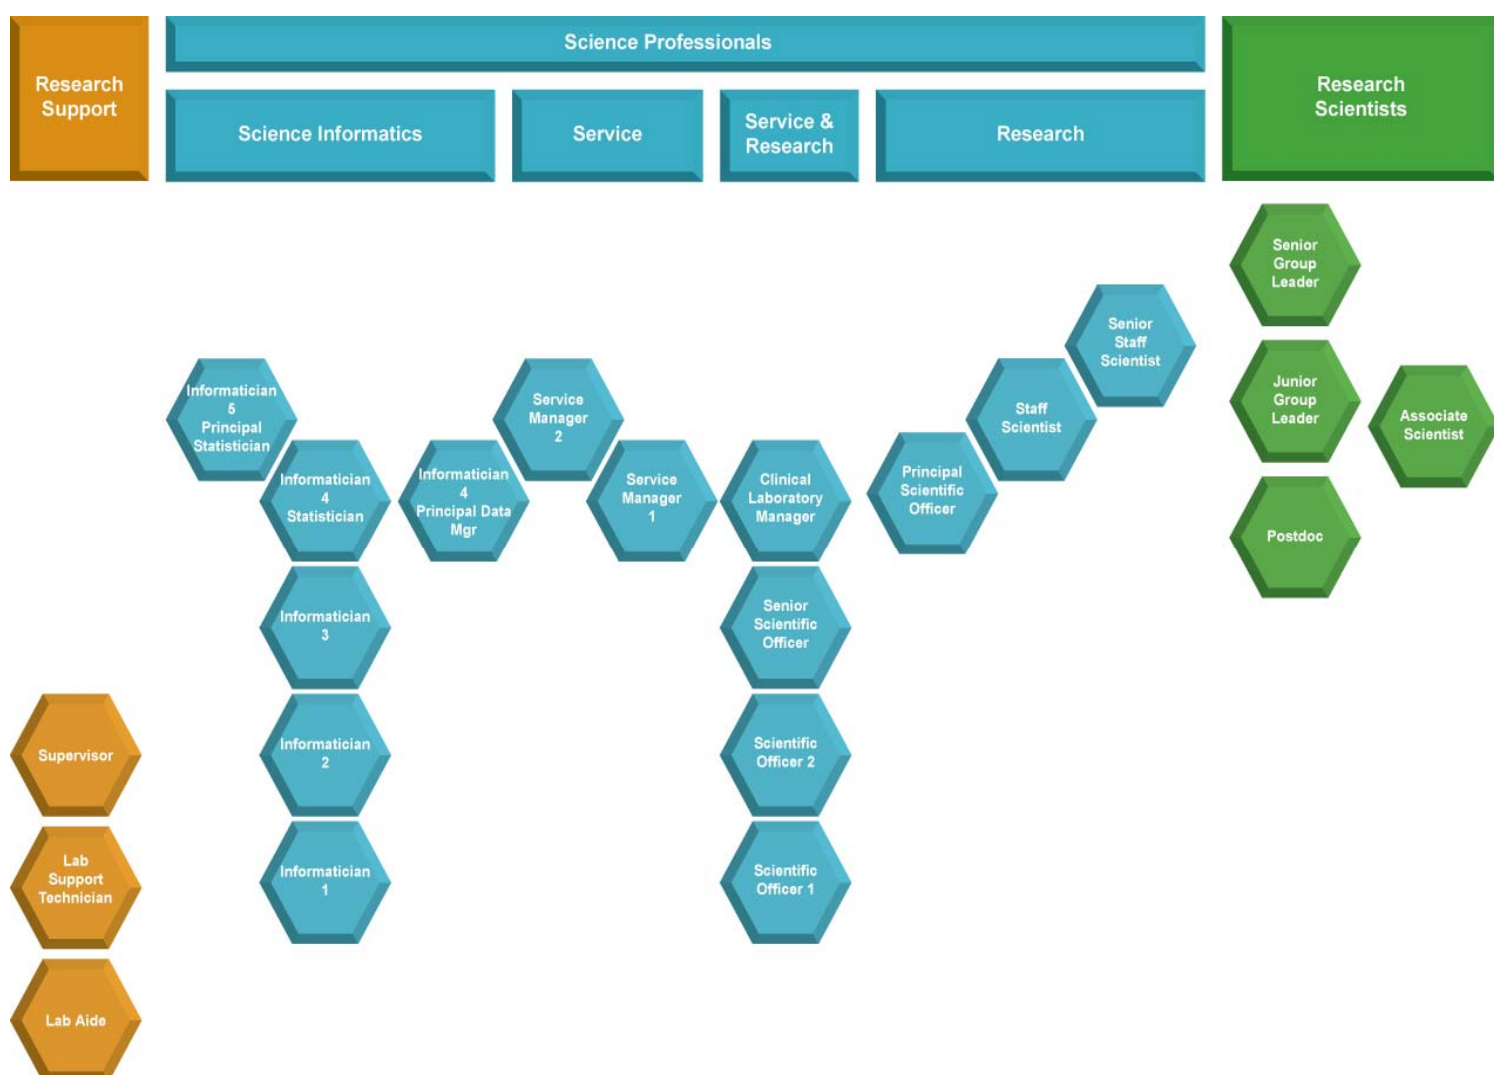 Science Professionals
Research
Support
Science Informatics
Service
Service &
Research
Research
Research
Scientists
Senior
Group
Leader
Senior
Staff
Scientist
Informatician
5
Principal
Statistician
Service
Manager
2
Staff
Scientist
Junior
Group
Leader
Associate
Scientist
Informatician
4
Statistician
Informatician
4
Principal Data
Mgr
Service
Manager
1
Clinical
Laboratory
Manager
Principal
Scientific
Officer
Postdoc
Informatician
3
Senior
Scientific
Officer
Supervisor
Informatician
2
Scientific
Officer 2
Lab
Support
Technician
Informatician
1
Scientific
Officer 1
Lab Aide